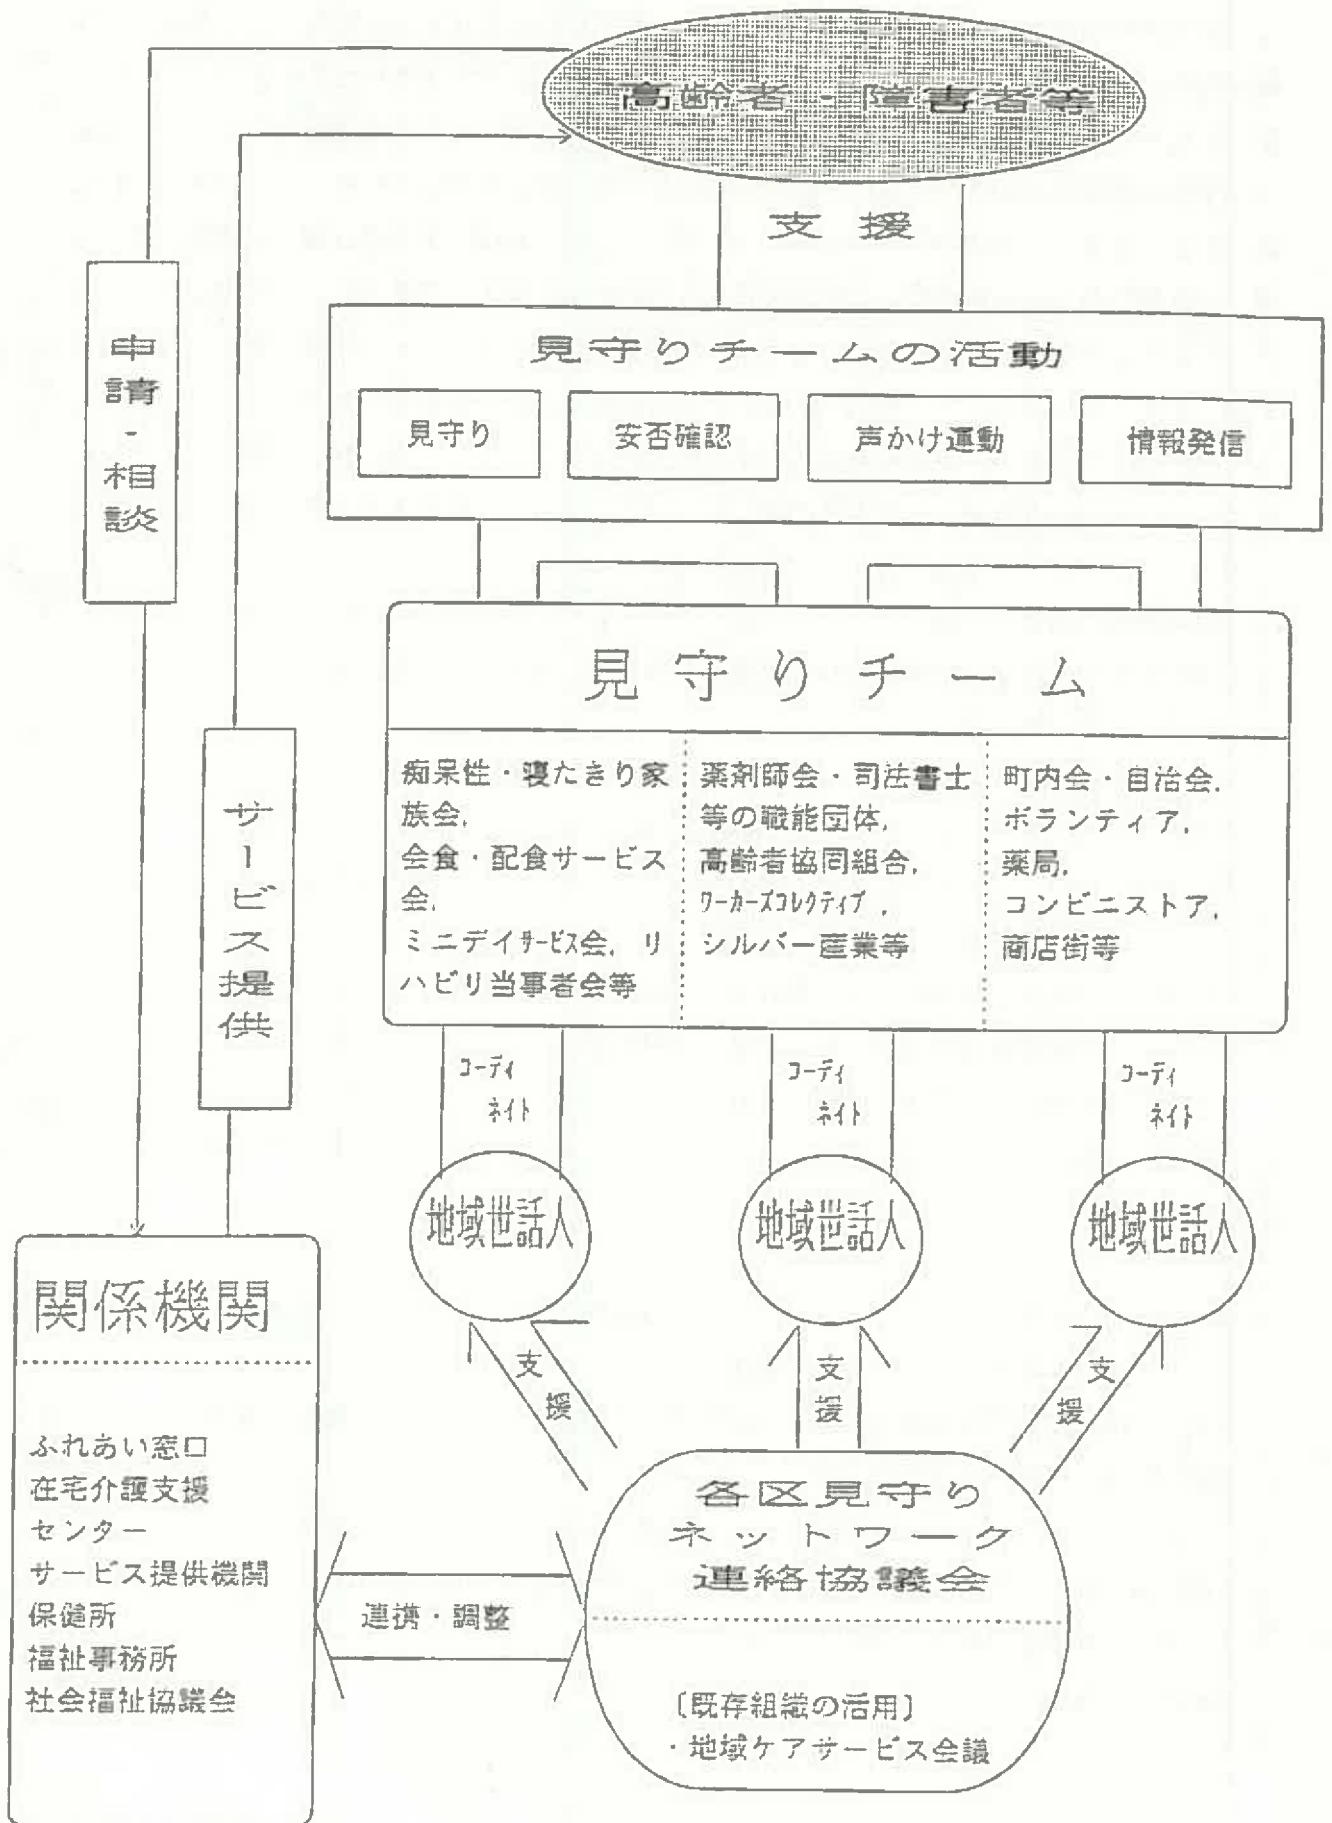 高齢者・障害者等
支援
申請・相談
見守りチームの活動
見守り
安否確認
声かけ運動
情報発信
見守りチーム
痴呆性・寝たきり家
族会,
会食・配食サービス
会,
ミニデイサービス会, リ
ハビリ当事者会等
薬剤師会・司法書士
等の職能団体,
高齢者協同組合,
ワーカーズコレクティブ,
シルバー産業等
町内会・自治会,
ボランティア,
薬局,
コンビニストア,
商店街等
サービス提供
コーディ
ネイト
コーディ
ネイト
コーディ
ネイト
地域世話人
地域世話人
地域世話人
支援
支援
支援
関係機関
ふれあい窓口
在宅介護支援
センター
サービス提供機関
保健所
福祉事務所
社会福祉協議会
連携・調整
各区見守り
ネットワーク
連絡協議会
〔既存組織の活用〕
・地域ケアサービス会議